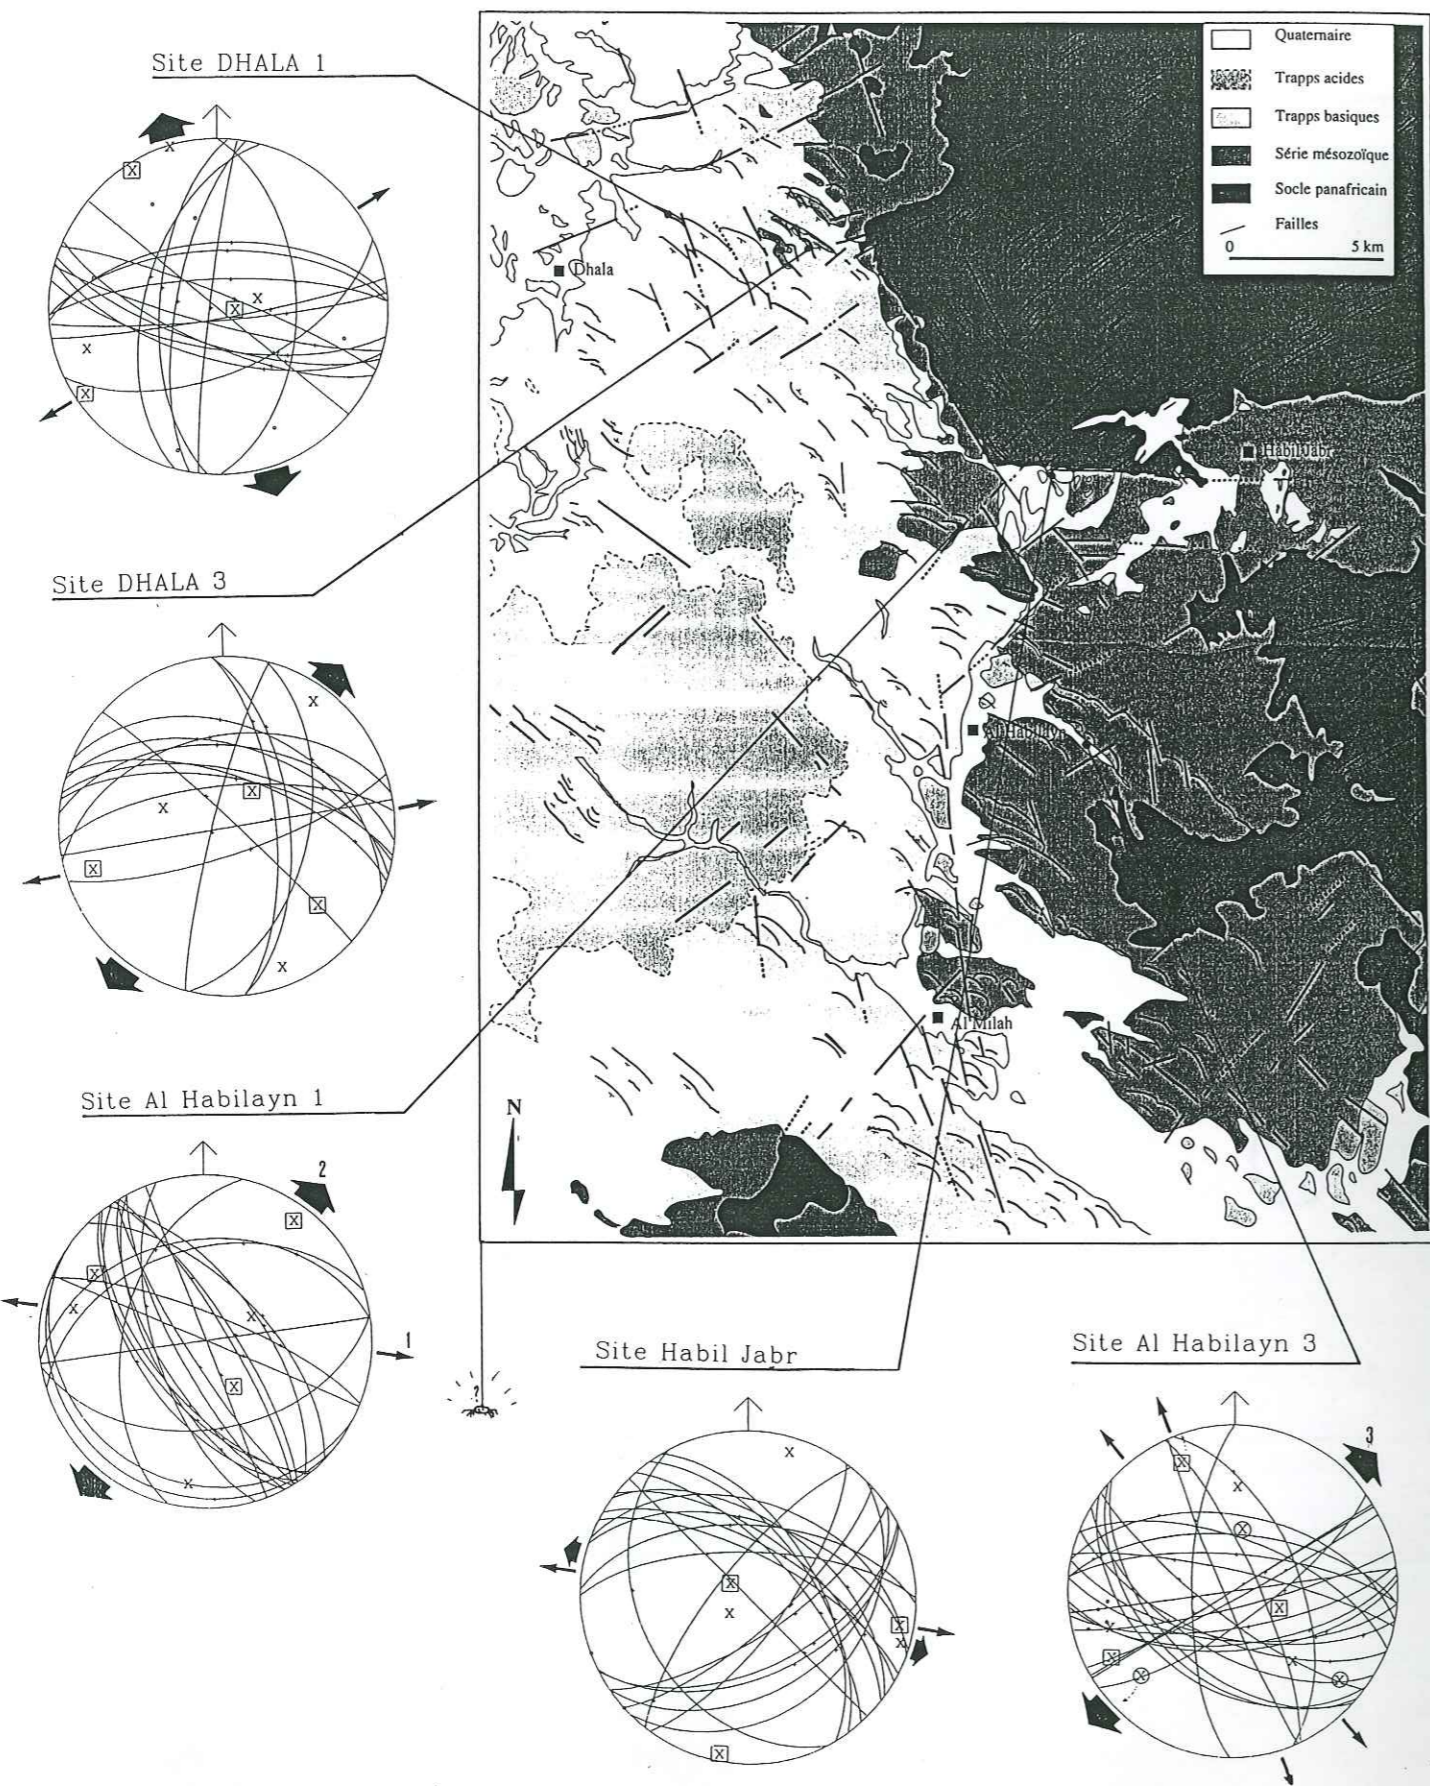 Site DHALA 1
Quaternaire
Trapps acides
Trapps basiques
Série mésozoïque
Socle panafricain
Failles
0 5 km
Dhala
Habil Jabr
Site DHALA 3
Al Habilayn
Al Milah
Site Al Habilayn 1
N
2
1
?
Site Habil Jabr
Site Al Habilayn 3
3